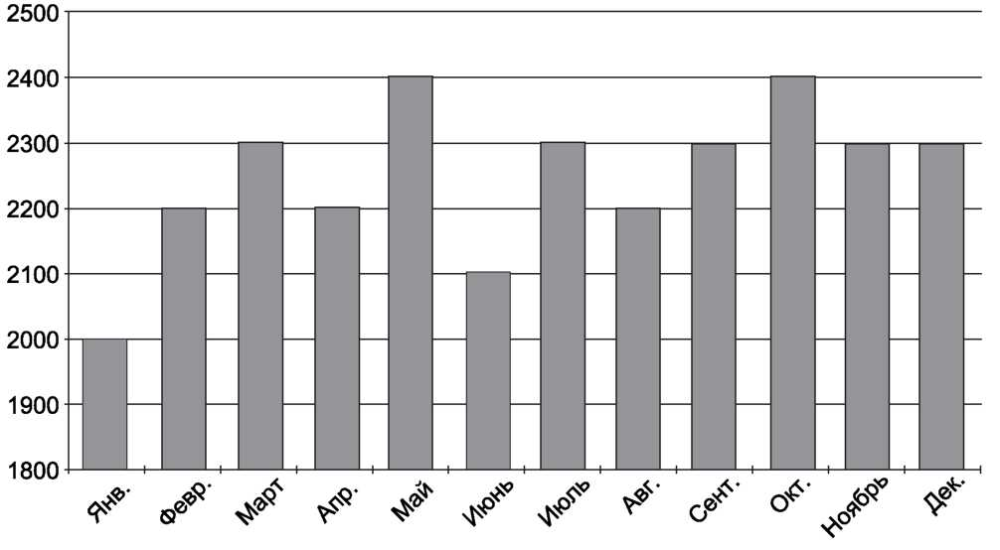 2500
2400
2300
2200
2100
2000
1900
1800
Янв.
Февр.
Март
Апр.
Май
Июнь
Июль
Авг.
Сент.
Окт.
Ноябрь
Дек.